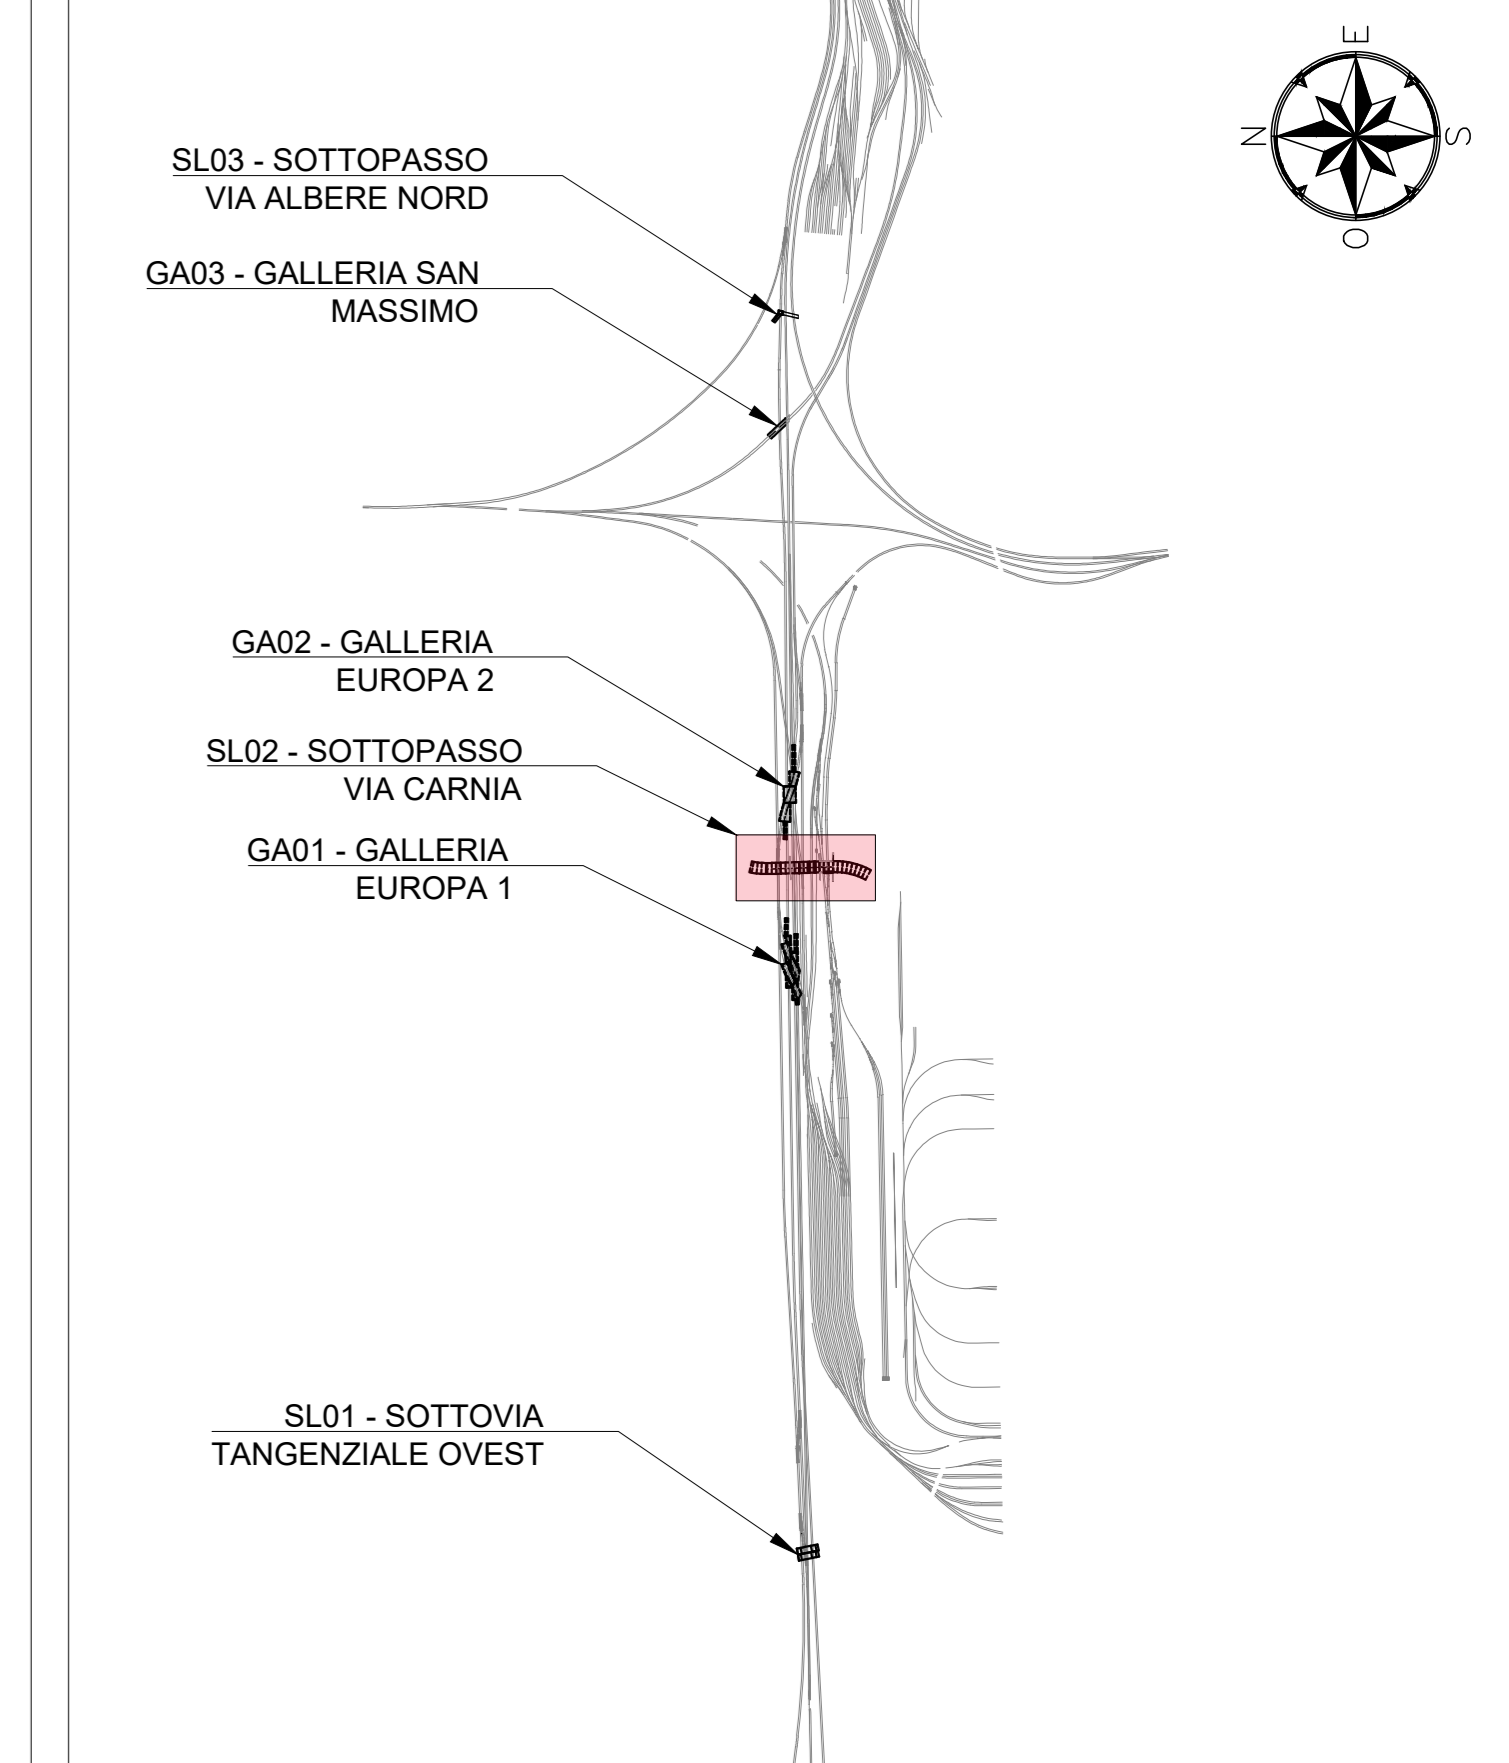 E
N
S
O
SL03 - SOTTOPASSO
VIA ALBERE NORD
GA03 - GALLERIA SAN
MASSIMO
GA02 - GALLERIA
EUROPA 2
SL02 - SOTTOPASSO
VIA CARNIA
GA01 - GALLERIA
EUROPA 1
SL01 - SOTTOVIA
TANGENZIALE OVEST